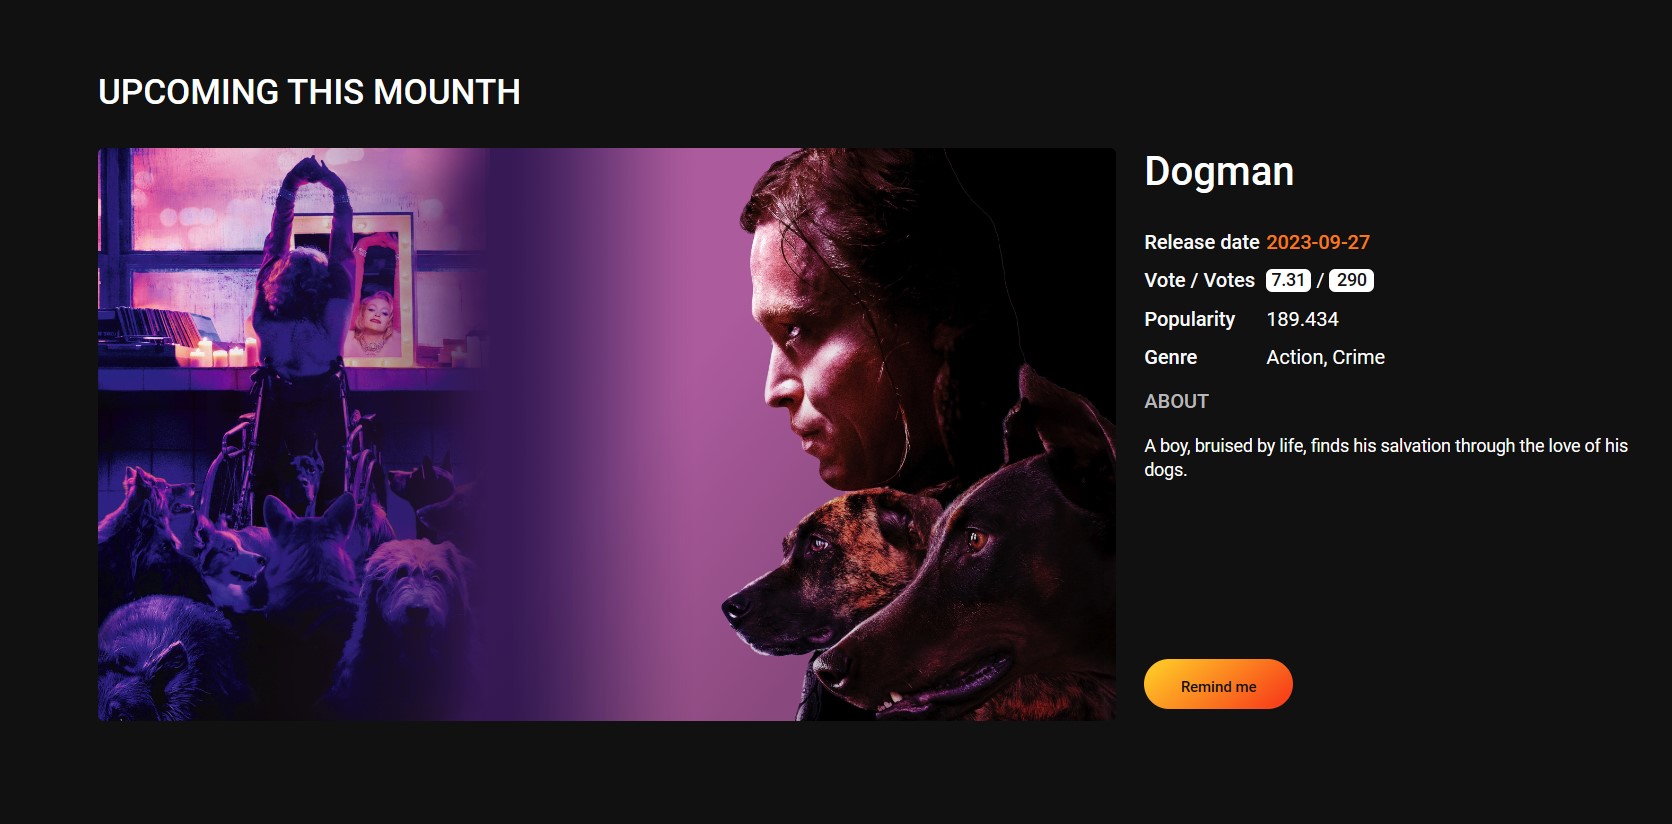 UPCOMING THIS MOUNTH
Dogman
Release date 2023-09-27
Vote / Votes 7.31 / 290
Popularity 189.434
Genre Action, Crime
ABOUT
A boy, bruised by life, finds his salvation through the love of his
dogs.
Remind me